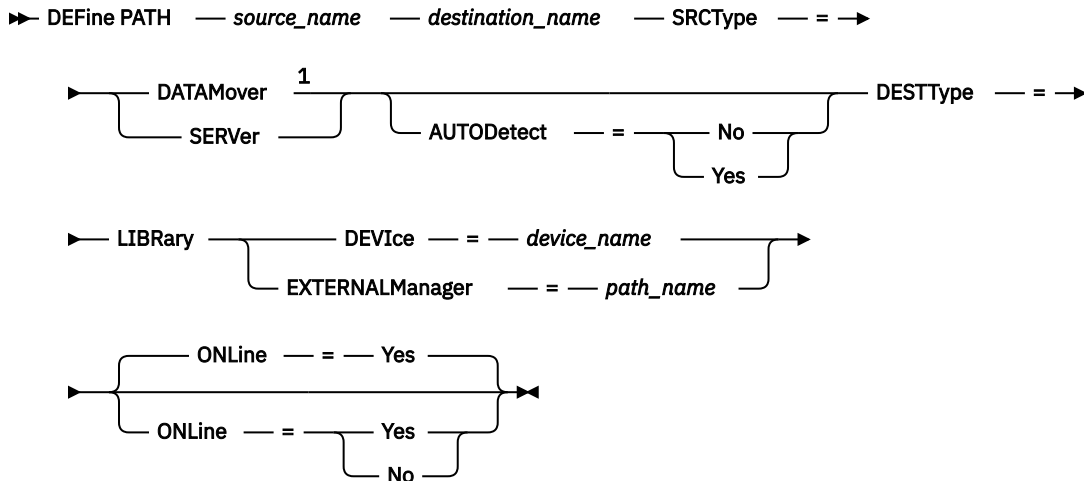 DEFine PATH source_name destination_name SRCType =
1
DATAMover DESTType =
SERVer AUTODetect = No
Yes
LIBRary DEVIce = device_name
EXTERNALManager = path_name
ONLine = Yes
ONLine = Yes
No